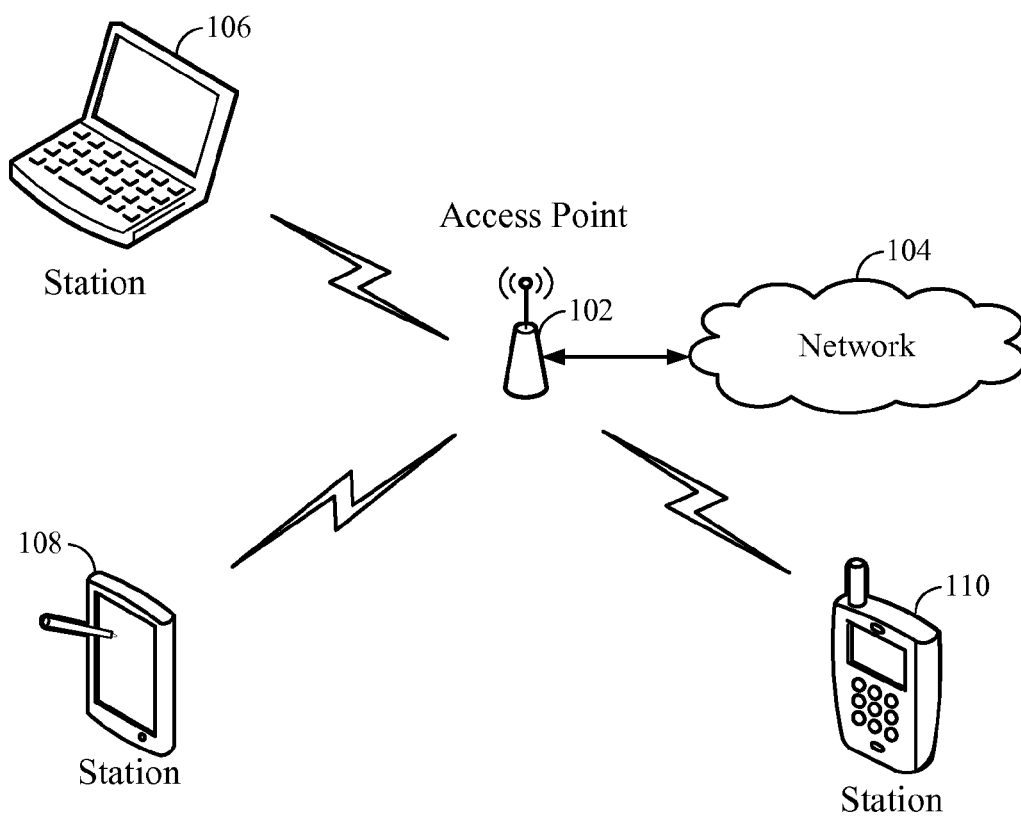 106
Access Point
Station
104
102
Network
108
110
Station
Station